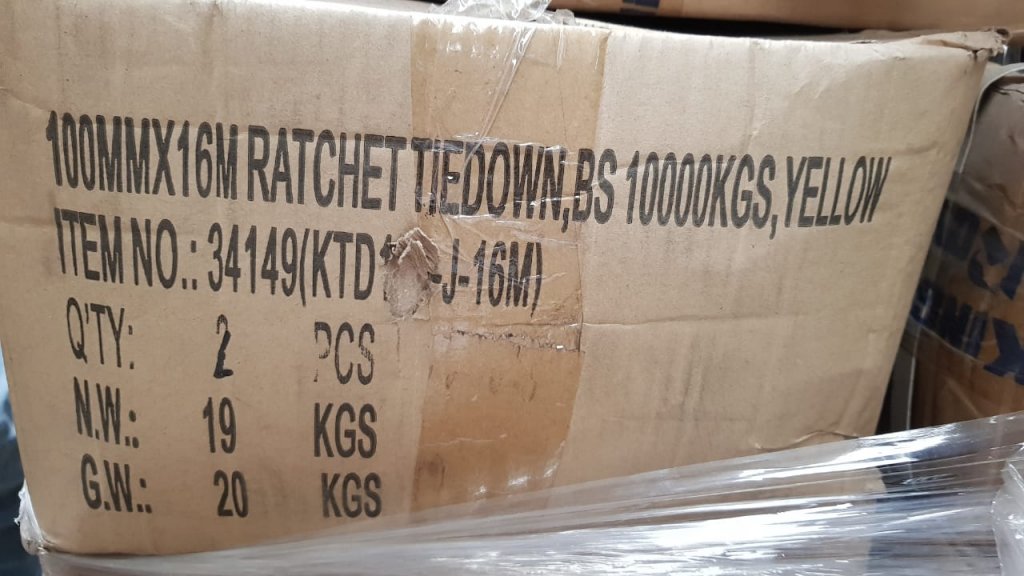 100MMX16M RATCHET TIEDOWN,BS 10000KGS,YELLOW
ITEM NO.: 34149(KTD -J-16M)
Q'TY: 2 PCS
N.W.: 19 KGS
G.W.: 20 KGS